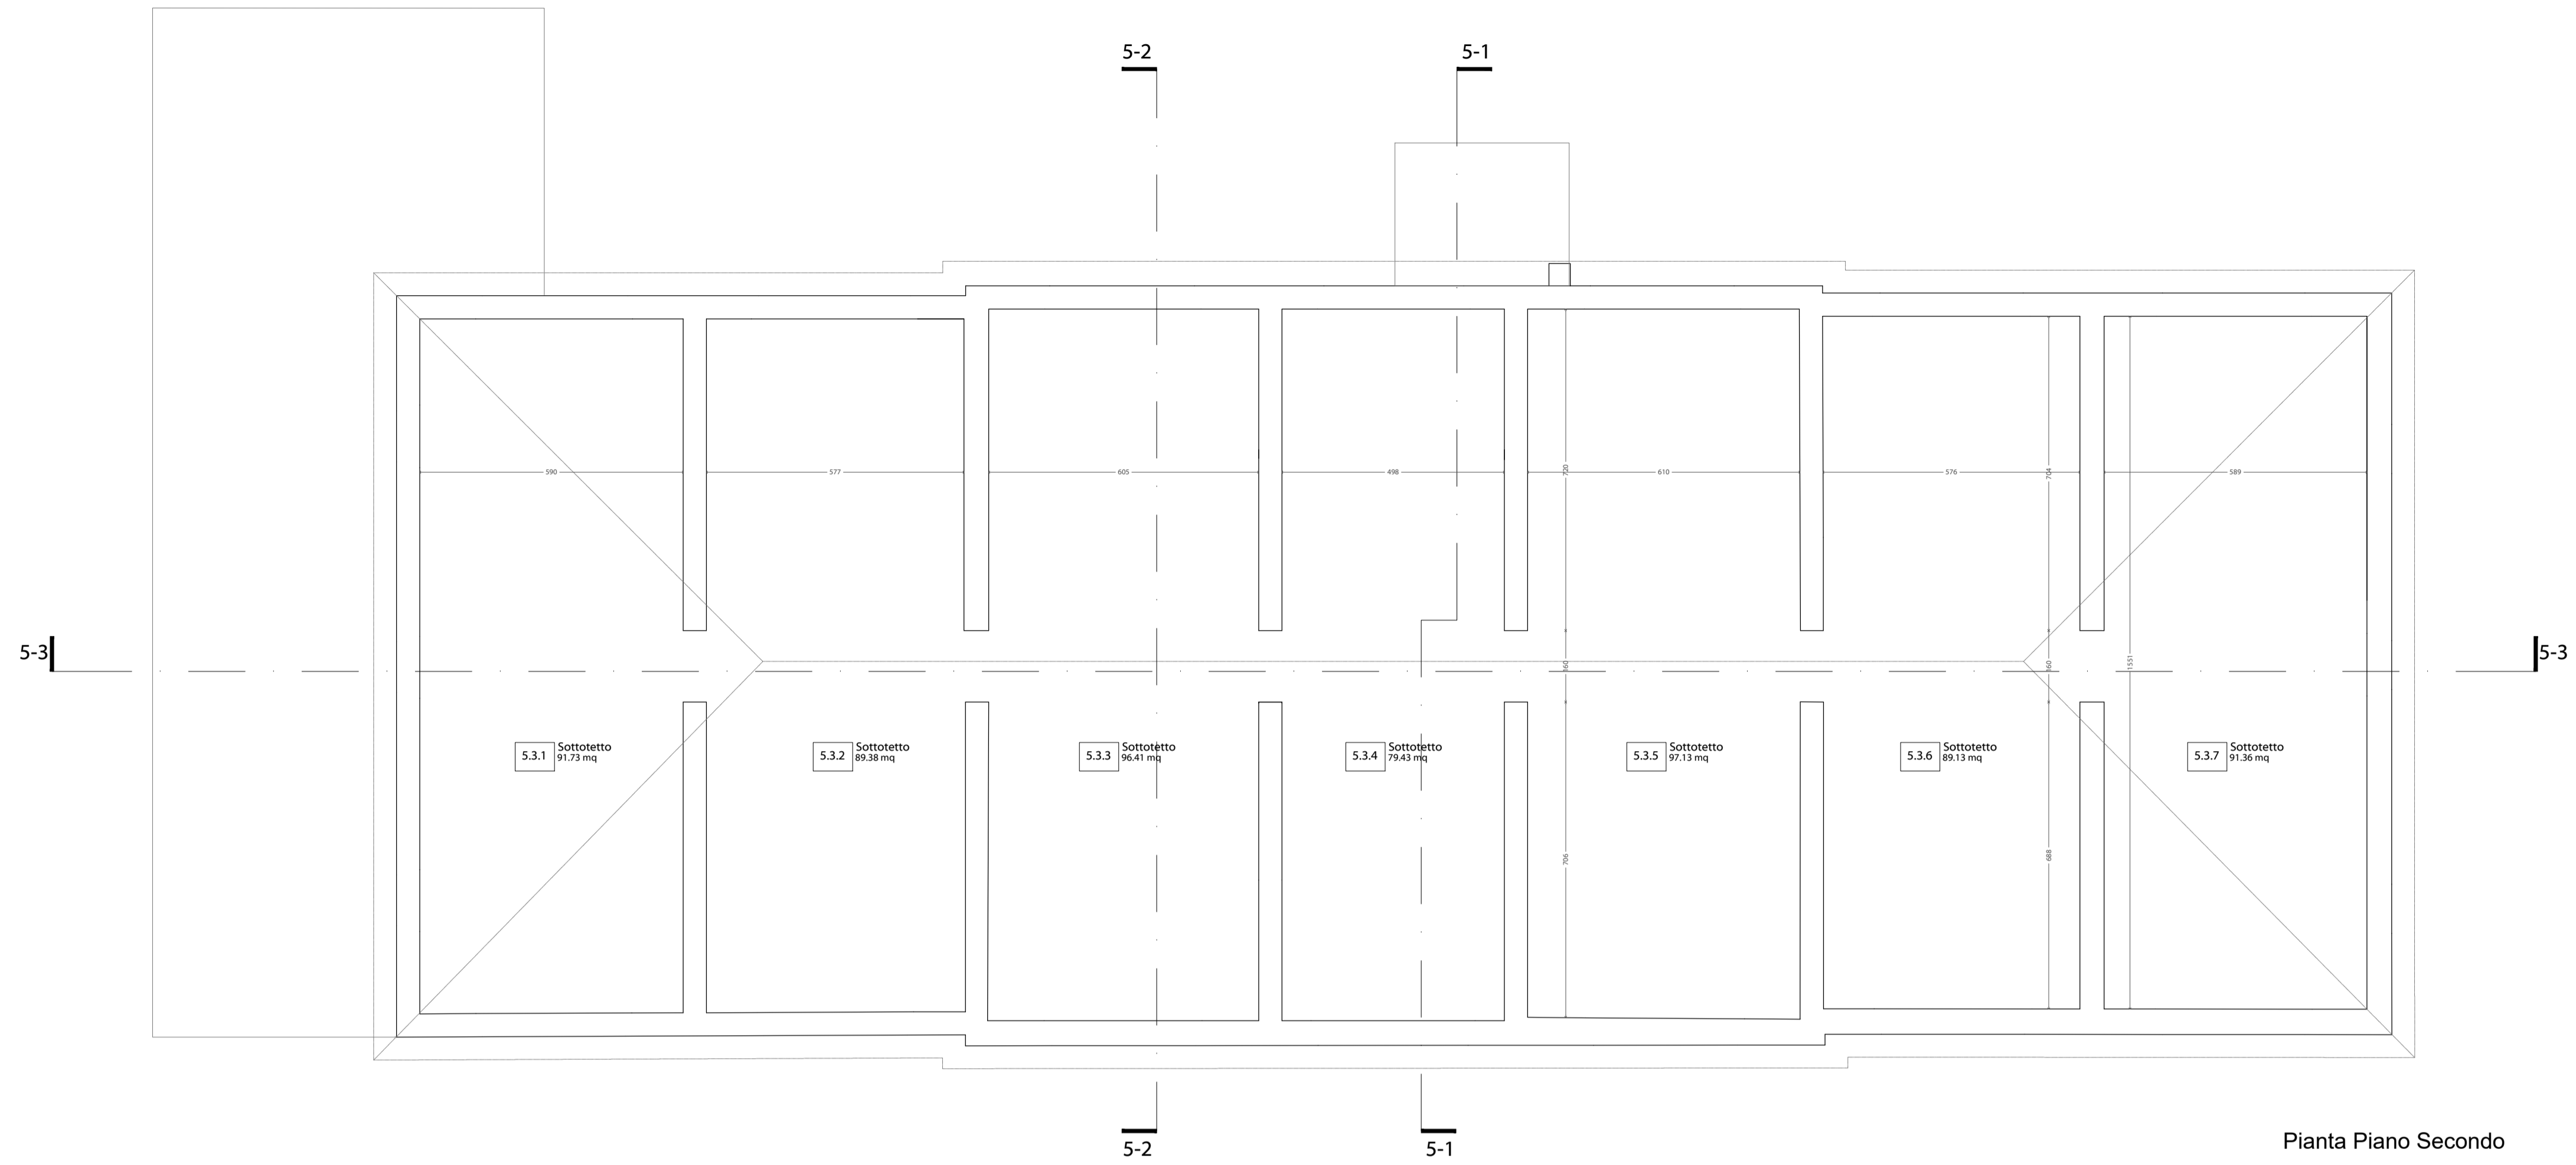 5-2
5-1
590
577
605
498
610
576
589
720
704
5-3
160
160
1551
5-3
5.3.1
Sottotetto
91.73 mq
5.3.2
Sottotetto
89.38 mq
5.3.3
Sottotetto
96.41 mq
5.3.4
Sottotetto
79.43 mq
5.3.5
Sottotetto
97.13 mq
5.3.6
Sottotetto
89.13 mq
5.3.7
Sottotetto
91.36 mq
706
688
5-2
5-1
Pianta Piano Secondo